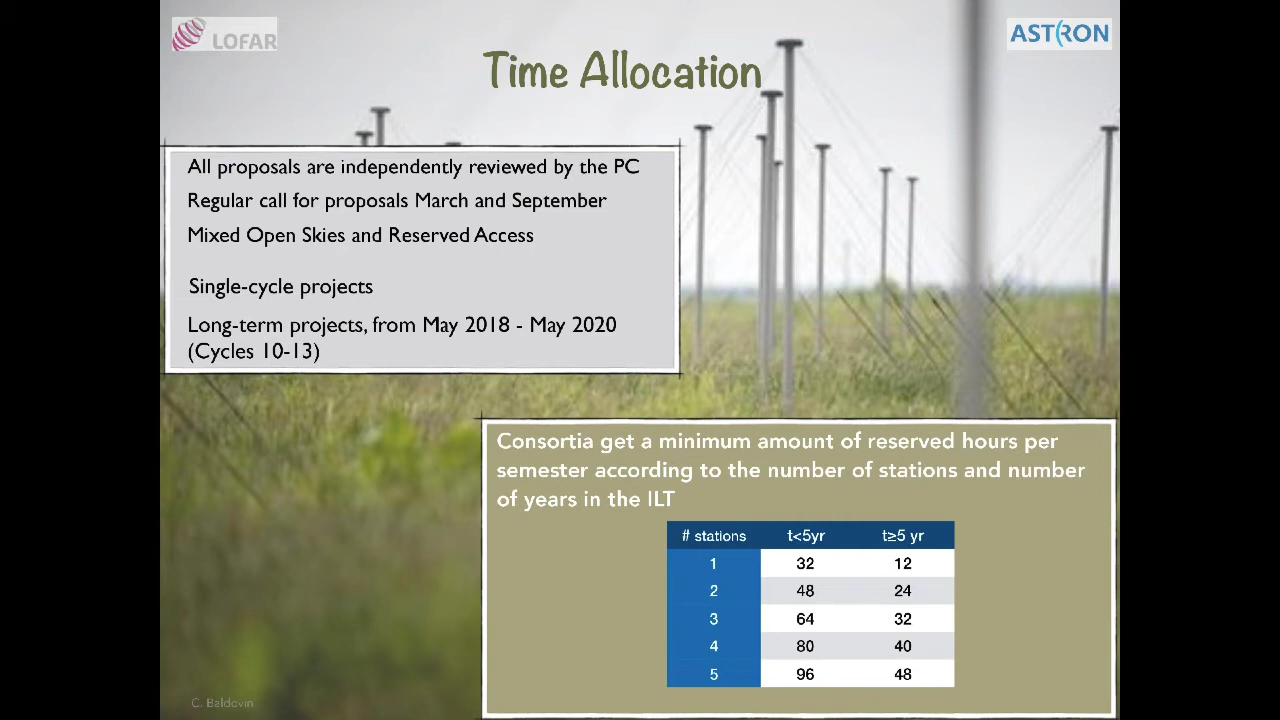 LOFAR
ASTRON
Time Allocation
All proposals are independently reviewed by the PC
Regular call for proposals March and September
Mixed Open Skies and Reserved Access
Single-cycle projects
Long-term projects, from May 2018 - May 2020
(Cycles 10-13)
Consortia get a minimum amount of reserved hours per
semester according to the number of stations and number
of years in the ILT
# stations t<5yr t≥5 yr
1 32 12
2 48 24
3 64 32
4 80 40
5 96 48
C. Baldovin